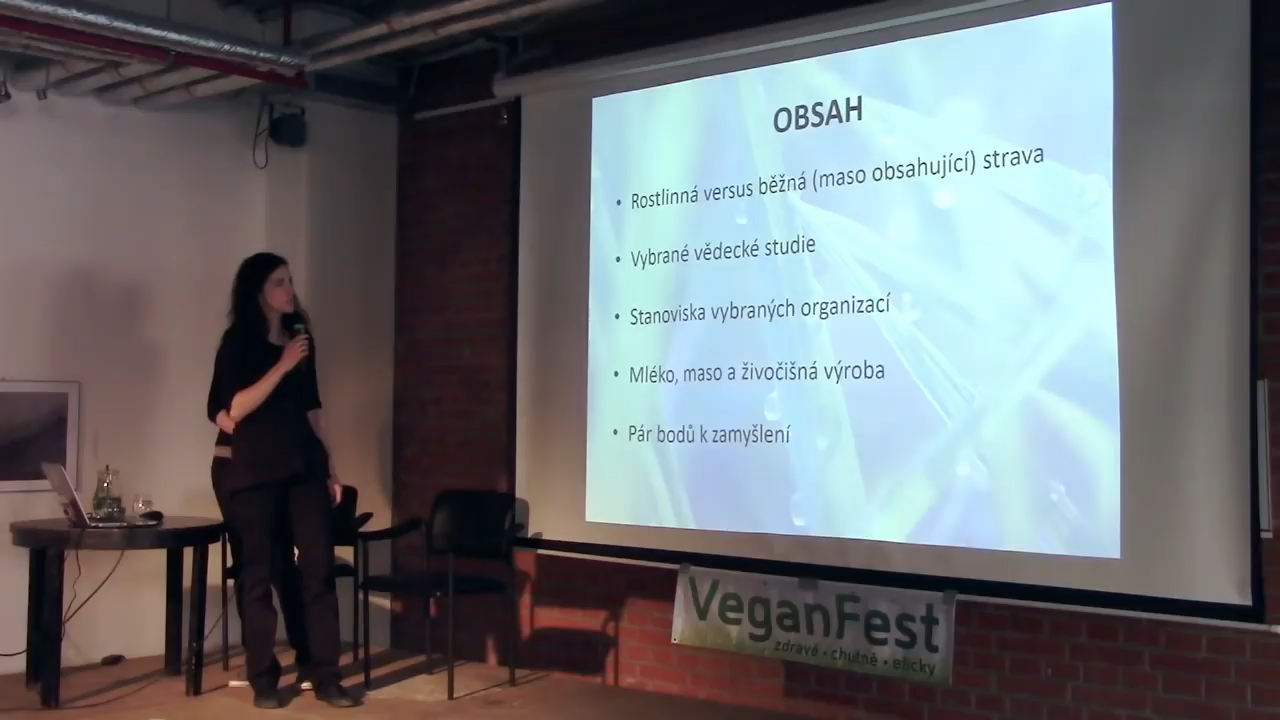 OBSAH
• Rostlinná versus běžná (maso obsahující) strava
• Vybrané vědecké studie
• Stanoviska vybraných organizací
• Mléko, maso a živočišná výroba
• Pár bodů k zamyšlení
VeganFest
zdravě • chutně • eticky